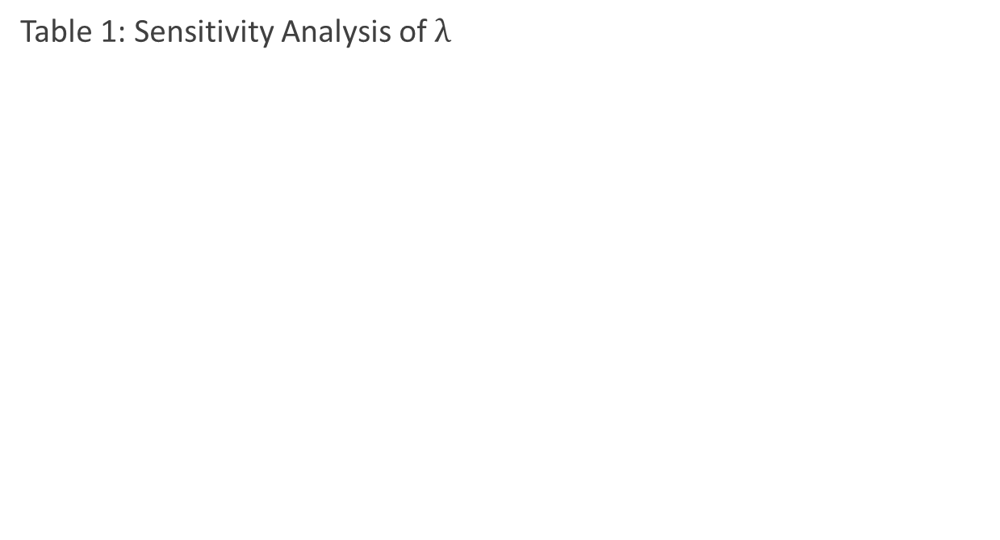 Table 1: Sensitivity Analysis of λ